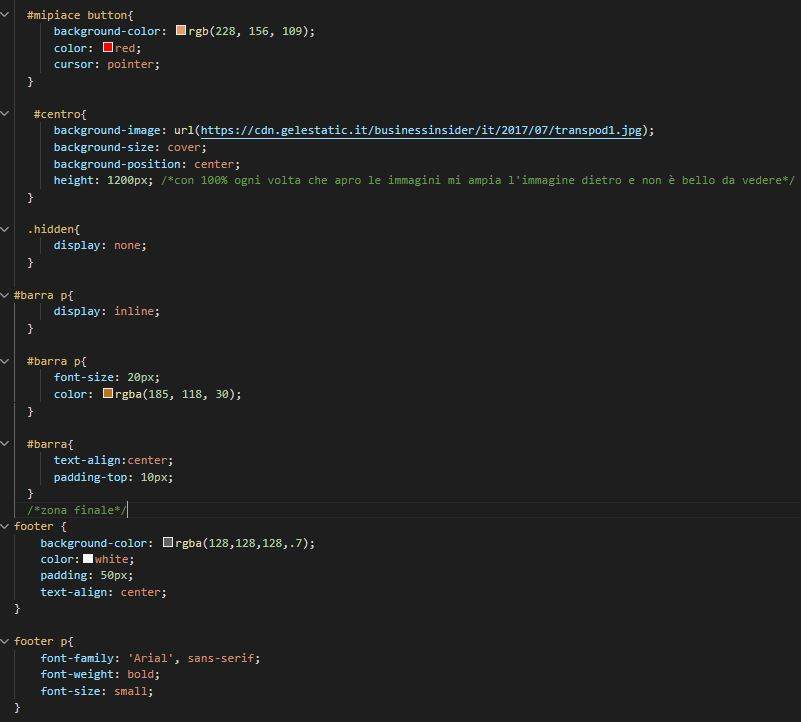 #mipiace button{
background-color: rgb(228, 156, 109);
color: red;
cursor: pointer;
}
#centro{
background-image: url(https://cdn.gelestatic.it/businessinsider/it/2017/07/transpod1.jpg);
background-size: cover;
background-position: center;
height: 1200px; /*con 100% ogni volta che apro le immagini mi ampia l'immagine dietro e non è bello da vedere*/
}
.hidden{
display: none;
}
#barra p{
display: inline;
}
#barra p{
font-size: 20px;
color: rgba(185, 118, 30);
}
#barra{
text-align:center;
padding-top: 10px;
}
/*zona finale*/
footer {
background-color: rgba(128,128,128,.7);
color:white;
padding: 50px;
text-align: center;
}
footer p{
font-family: 'Arial', sans-serif;
font-weight: bold;
font-size: small;
}